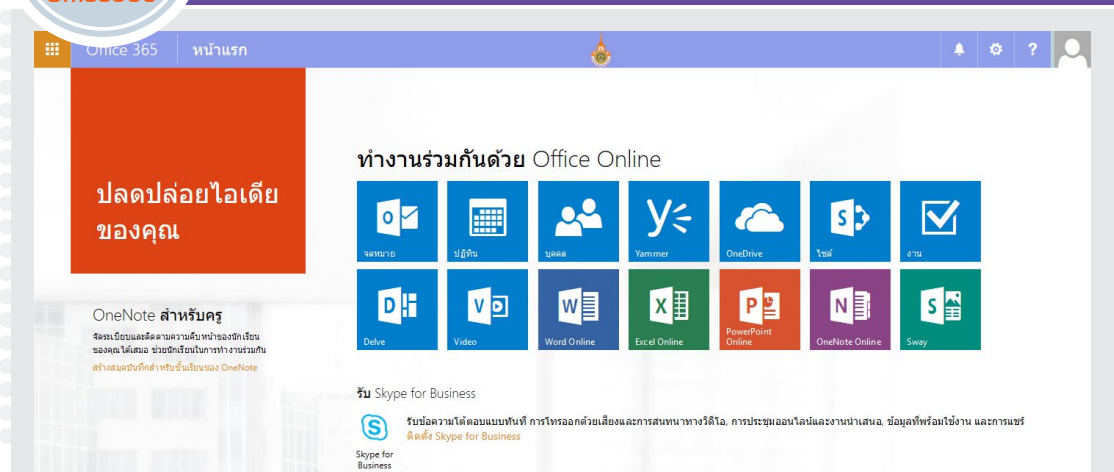 Office 365 หน้าแรก ?
ทำงานร่วมกันด้วย Office Online
ปลดปล่อยไอเดีย
ของคุณ
จดหมาย ปฏิทิน บุคคล Yammer OneDrive ไซต์ งาน
Delve Video Word Online Excel Online PowerPoint Online OneNote Online Sway
OneNote สำหรับครู
จัดระเบียบและติดตามความคืบหน้าของนักเรียน
ของคุณได้เสมอ ช่วยนักเรียนในการทำงานร่วมกัน
สร้างสมุดบันทึกสำหรับชั้นเรียนของ OneNote
รับ Skype for Business
รับข้อความโต้ตอบแบบทันที การโทรออกด้วยเสียงและการสนทนาทางวิดีโอ, การประชุมออนไลน์และงานนำเสนอ, ข้อมูลที่พร้อมใช้งาน และการแชร์
ติดตั้ง Skype for Business
Skype for
Business